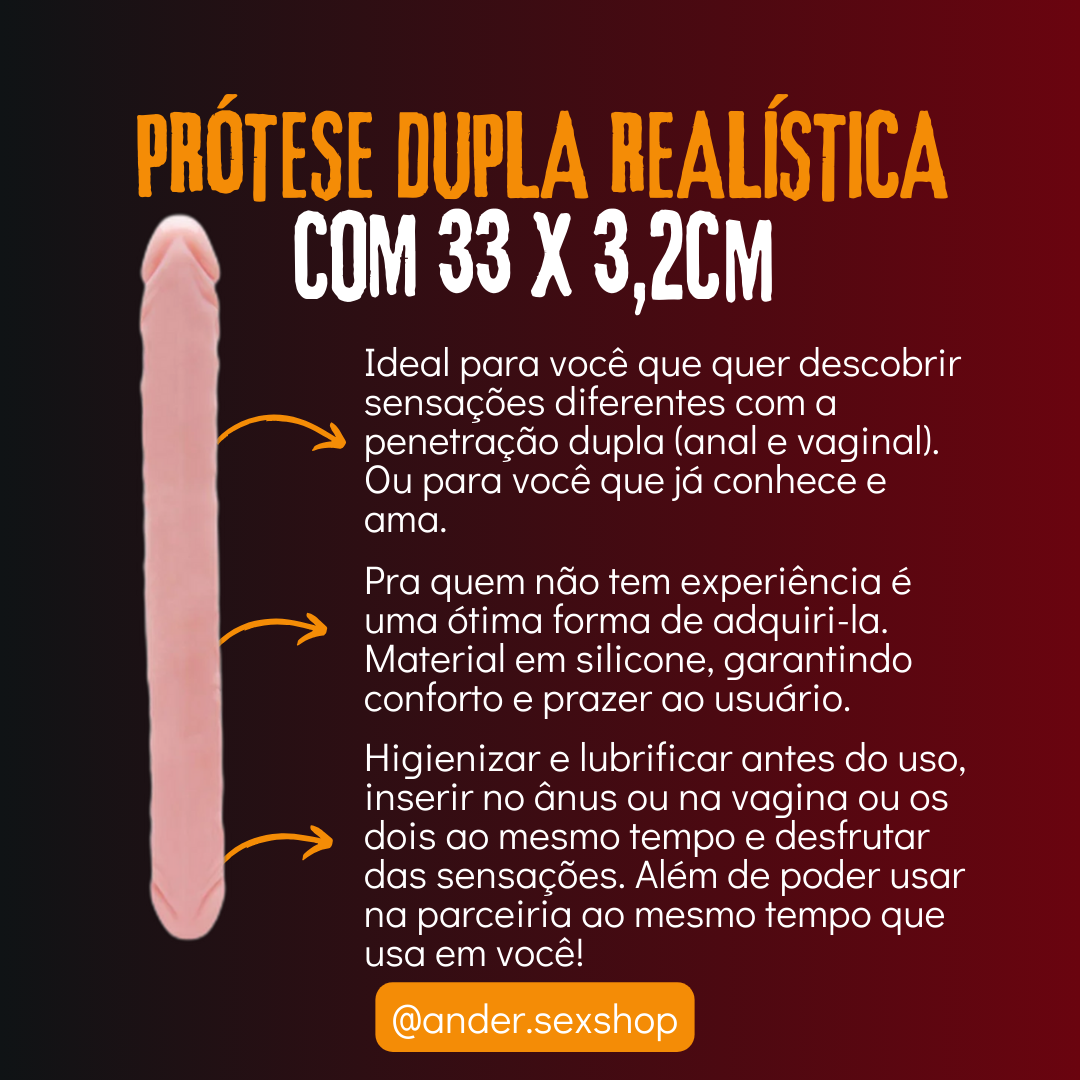 PRÓTESE DUPLA REALÍSTICA
COM 33 X 3,2CM
Ideal para você que quer descobrir
sensações diferentes com a
penetração dupla (anal e vaginal).
Ou para você que já conhece e
ama.
Pra quem não tem experiência é
uma ótima forma de adquiri-la.
Material em silicone, garantindo
conforto e prazer ao usuário.
Higienizar e lubrificar antes do uso,
inserir no ânus ou na vagina ou os
dois ao mesmo tempo e desfrutar
das sensações. Além de poder usar
na parceiria ao mesmo tempo que
usa em você!
@ander.sexshop